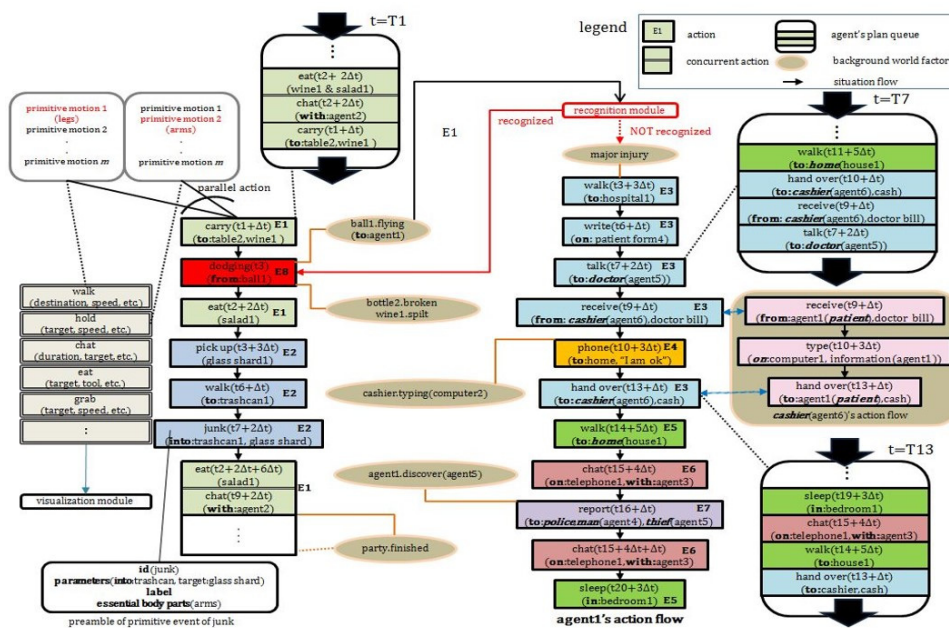 t=T1
⋮
eat(t2+ 2Δt)
(wine1 & salad1)
chat(t2+2Δt)
(with:agent2)
carry(t1+Δt)
(to:table2,wine1 )
legend
E1
action
concurrent action
agent's plan queue
background world factor
situation flow
primitive motion 1
(legs)
primitive motion 2
.
.
primitive motion m
primitive motion 1
primitive motion 2
(arms)
.
.
primitive motion m
parallel action
walk
(destination, speed, etc.)
hold
(target, speed, etc.)
chat
(duration, target, etc.)
eat
(target, tool, etc.)
grab
(target, speed, etc.)
:
visualization module
id(junk)
parameters(into:trashcan, target:glass shard)
label
essential body parts(arms)
preamble of primitive event of junk
carry(t1+Δt) E1
(to:table2,wine1)
dodging(t3) E8
(from:ball1)
eat(t2+2Δt) E1
(salad1)
pick up(t3+3Δt) E2
(glass shard1)
walk(t6+Δt) E2
(to:trashcan1)
junk(t7+2Δt) E2
(into:trashcan1, glass shard)
eat(t2+2Δt+6Δt)
(salad1)
E1
chat(t9+2Δt)
(with:agent2)
⋮
ball1.flying
(to:agent1)
bottle2.broken
wine1.spilt
cashier.typing(computer2)
agent1.discover(agent5)
party.finished
E1
recognition module
recognized
NOT recognized
major injury
walk(t3+3Δt) E3
(to:hospital1)
write(t6+Δt) E3
(on: patient form4)
talk(t7+2Δt) E3
(to:doctor(agent5))
receive(t9+Δt) E3
(from: cashier(agent6),doctor bill)
phone(t10+3Δt) E4
(to:home, "I am ok")
hand over(t13+Δt) E3
(to:cashier(agent6),cash)
walk(t14+5Δt) E5
(to:home(house1)
chat(t15+4Δt) E6
(on:telephone1,with:agent3)
report(t16+Δt) E7
(to:policeman(agent4),thief(agent5)
chat(t15+4Δt+Δt) E6
(on:telephone1,with:agent3)
sleep(t20+3Δt)
(in:bedroom1) E5
agent1's action flow
t=T7
⋮
walk(t11+5Δt)
(to:home(house1)
hand over(t10+Δt)
(to:cashier(agent6),cash
receive(t9+Δt)
(from: cashier(agent6),doctor bill)
talk(t7+2Δt)
(to:doctor(agent5))
receive(t9+Δt)
(from:agent1(patient),doctor bill)
type(t10+3Δt)
(on:computer1, information(agent1))
hand over(t13+Δt)
(to:agent1(patient),cash)
cashier(agent6)'s action flow
t=T13
⋮
sleep(t19+3Δt)
(in:bedroom1)
chat(t15+4Δt)
(on:telephone1,with:agent3)
walk(t14+5Δt)
(to:house1)
hand over(t13+Δt)
(to:cashier,cash)